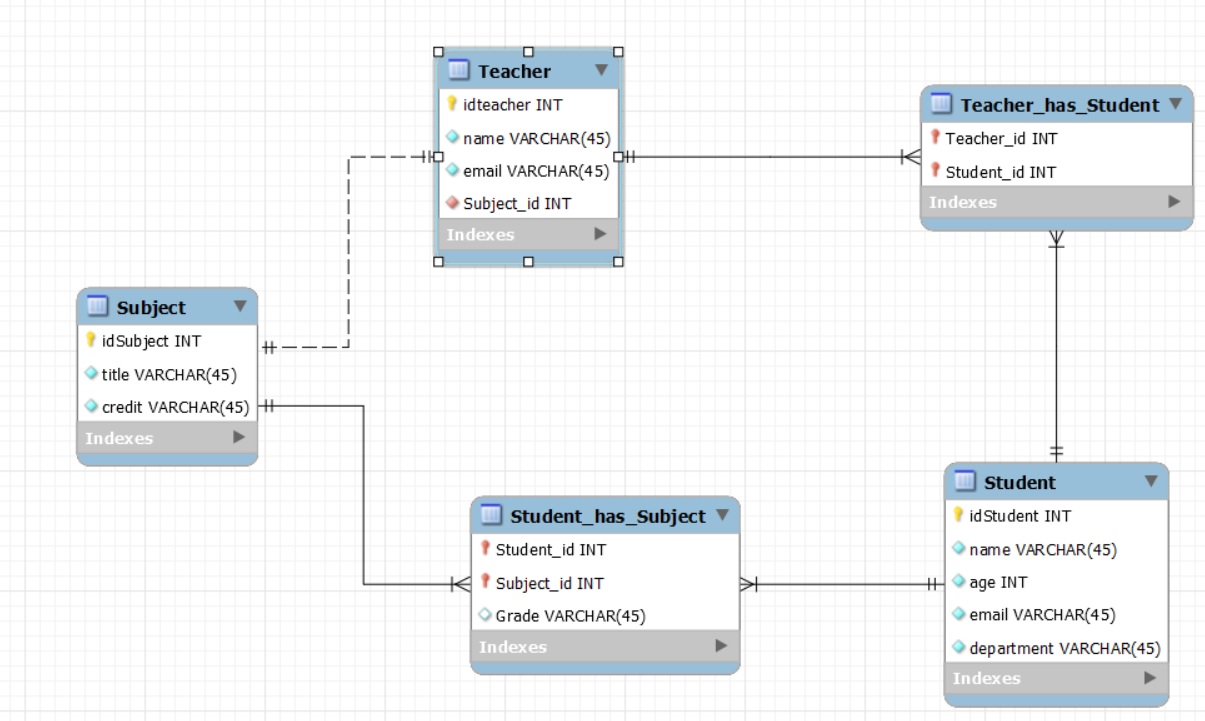 Teacher
idteacher INT
name VARCHAR(45)
email VARCHAR(45)
Subject_id INT
Indexes
Teacher_has_Student
Teacher_id INT
Student_id INT
Indexes
Subject
idSubject INT
title VARCHAR(45)
credit VARCHAR(45)
Indexes
Student_has_Subject
Student_id INT
Subject_id INT
Grade VARCHAR(45)
Indexes
Student
idStudent INT
name VARCHAR(45)
age INT
email VARCHAR(45)
department VARCHAR(45)
Indexes